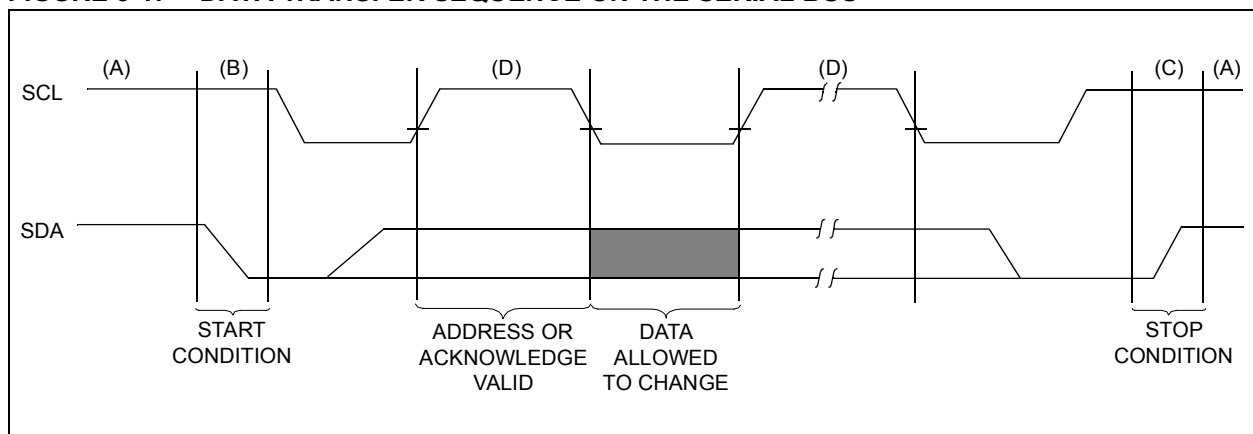 (A) (B) (D) (D) (C) (A)
SCL
SDA
START
CONDITION
ADDRESS OR
ACKNOWLEDGE
VALID
DATA
ALLOWED
TO CHANGE
STOP
CONDITION